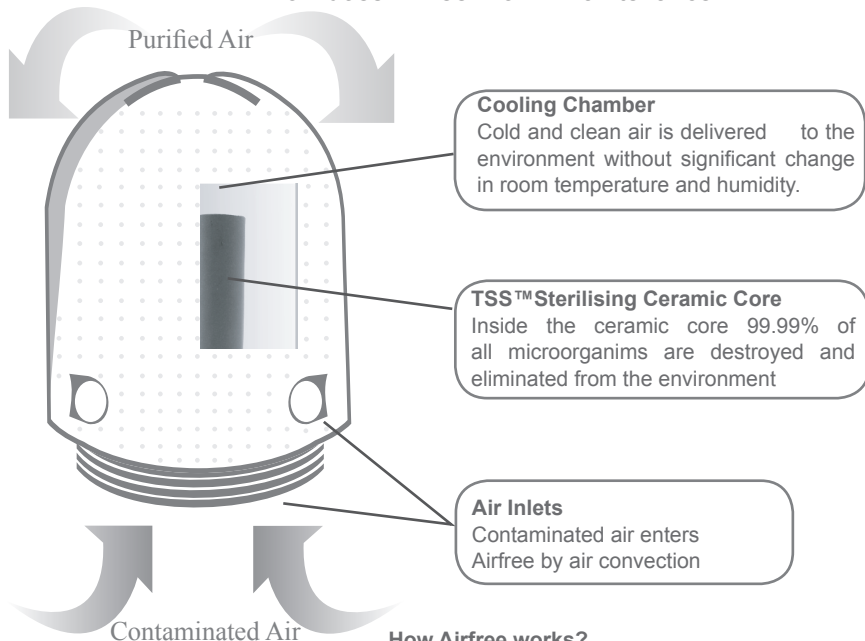 Purified Air
Cooling Chamber
Cold and clean air is delivered to the
environment without significant change
in room temperature and humidity.
TSS™Sterilising Ceramic Core
Inside the ceramic core 99.99% of
all microorganims are destroyed and
eliminated from the environment
Air Inlets
Contaminated air enters
Airfree by air convection
Contaminated Air
How Airfree works?